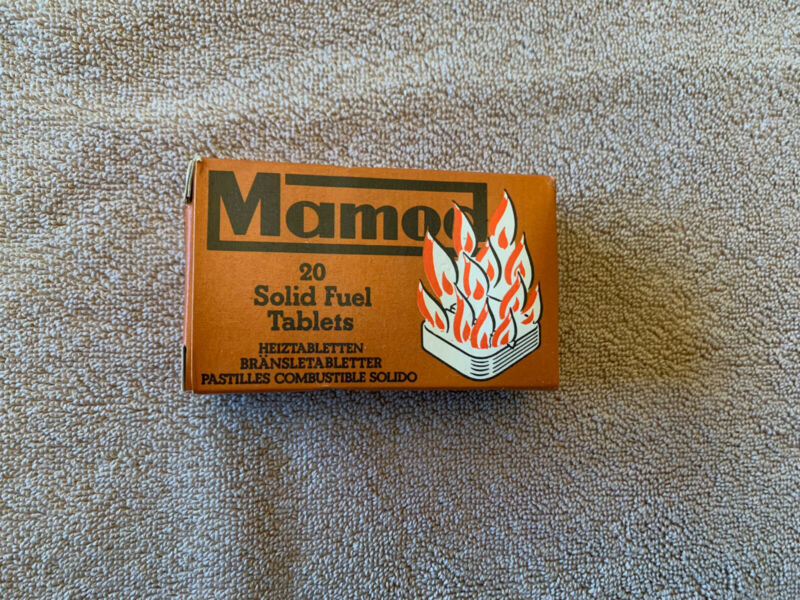 Mamod
20
Solid Fuel
Tablets
HEIZTABLETTEN
BRÄNSLETABLETTER
PASTILLES COMBUSTIBLE SOLIDO